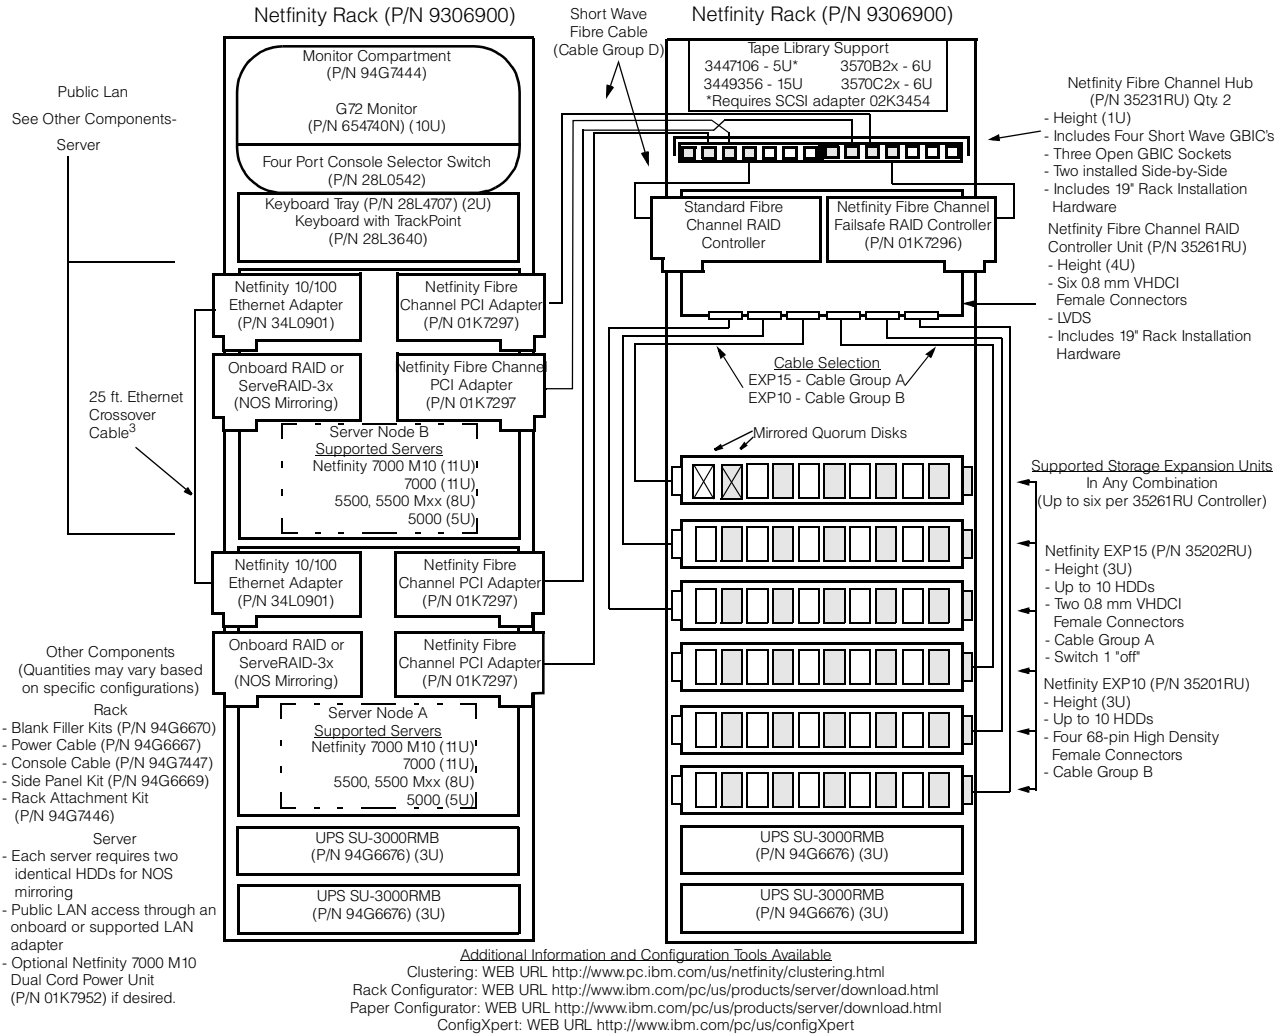 Netfinity Rack (P/N 9306900)
Monitor Compartment
(P/N 94G7444)
G72 Monitor
(P/N 654740N) (10U)
Four Port Console Selector Switch
(P/N 28L0542)
Keyboard Tray (P/N 28L4707) (2U)
Keyboard with TrackPoint
(P/N 28L3640)
Public Lan
See Other Components-
Server
Netfinity 10/100
Ethernet Adapter
(P/N 34L0901)
Netfinity Fibre
Channel PCI Adapter
(P/N 01K7297)
Onboard RAID or
ServeRAID-3x
(NOS Mirroring)
Netfinity Fibre Channel
PCI Adapter
(P/N 01K7297
25 ft. Ethernet
Crossover
Cable3
Server Node B
Supported Servers
Netfinity 7000 M10 (11U)
7000 (11U)
5500, 5500 Mxx (8U)
5000 (5U)
Netfinity 10/100
Ethernet Adapter
(P/N 34L0901)
Netfinity Fibre
Channel PCI Adapter
(P/N 01K7297)
Onboard RAID or
ServeRAID-3x
(NOS Mirroring)
Netfinity Fibre
Channel PCI Adapter
(P/N 01K7297)
Server Node A
Supported Servers
Netfinity 7000 M10 (11U)
7000 (11U)
5500, 5500 Mxx (8U)
5000 (5U)
UPS SU-3000RMB
(P/N 94G6676) (3U)
UPS SU-3000RMB
(P/N 94G6676) (3U)
Other Components
(Quantities may vary based
on specific configurations)
Rack
- Blank Filler Kits (P/N 94G6670)
- Power Cable (P/N 94G6667)
- Console Cable (P/N 94G7447)
- Side Panel Kit (P/N 94G6669)
- Rack Attachment Kit
(P/N 94G7446)
Server
- Each server requires two
identical HDDs for NOS
mirroring
- Public LAN access through an
onboard or supported LAN
adapter
- Optional Netfinity 7000 M10
Dual Cord Power Unit
(P/N 01K7952) if desired.
Short Wave
Fibre Cable
(Cable Group D)
Netfinity Rack (P/N 9306900)
Tape Library Support
3447106 - 5U* 3570B2x - 6U
3449356 - 15U 3570C2x - 6U
*Requires SCSI adapter 02K3454
Standard Fibre
Channel RAID
Controller
Netfinity Fibre Channel
Failsafe RAID Controller
(P/N 01K7296)
Cable Selection
EXP15 - Cable Group A
EXP10 - Cable Group B
Mirrored Quorum Disks
UPS SU-3000RMB
(P/N 94G6676) (3U)
UPS SU-3000RMB
(P/N 94G6676) (3U)
Netfinity Fibre Channel Hub
(P/N 35231RU) Qty. 2
- Height (1U)
- Includes Four Short Wave GBIC's
- Three Open GBIC Sockets
- Two installed Side-by-Side
- Includes 19" Rack Installation
Hardware
Netfinity Fibre Channel RAID
Controller Unit (P/N 35261RU)
- Height (4U)
- Six 0.8 mm VHDCI
Female Connectors
- LVDS
- Includes 19" Rack Installation
Hardware
Supported Storage Expansion Units
In Any Combination
(Up to six per 35261RU Controller)
Netfinity EXP15 (P/N 35202RU)
- Height (3U)
- Up to 10 HDDs
- Two 0.8 mm VHDCI
Female Connectors
- Cable Group A
- Switch 1 "off"
Netfinity EXP10 (P/N 35201RU)
- Height (3U)
- Up to 10 HDDs
- Four 68-pin High Density
Female Connectors
- Cable Group B
Additional Information and Configuration Tools Available
Clustering: WEB URL http://www.pc.ibm.com/us/netfinity/clustering.html
Rack Configurator: WEB URL http://www.ibm.com/pc/us/products/server/download.html
Paper Configurator: WEB URL http://www.ibm.com/pc/us/products/server/download.html
ConfigXpert: WEB URL http://www.ibm.com/pc/us/configXpert